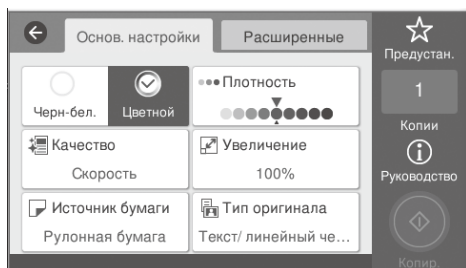 Основ. настройки
Расширенные
Предустан.
Черн-бел.
Цветной
Плотность
1
Копии
Качество
Скорость
Увеличение
100%
Руководство
Источник бумаги
Рулонная бумага
Тип оригинала
Текст/ линейный че...
Копир.